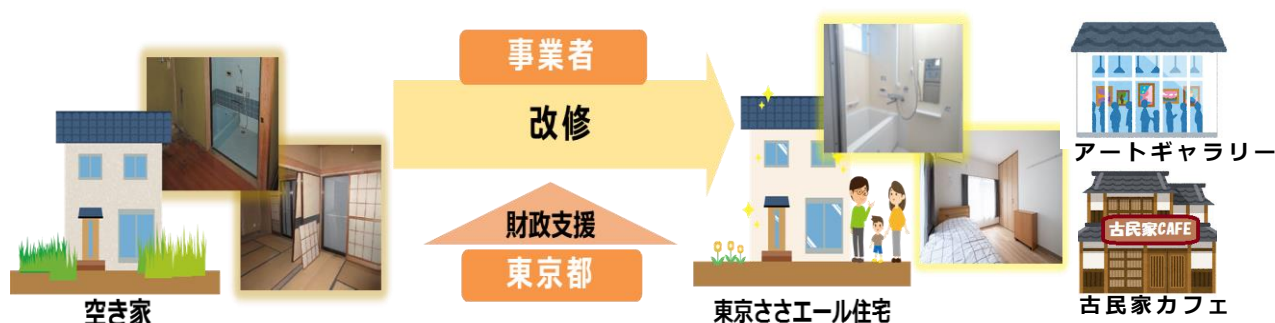 事業者
改修
財政支援
東京都
空き家
東京ささエール住宅
アートギャラリー
古民家CAFE
古民家カフェ